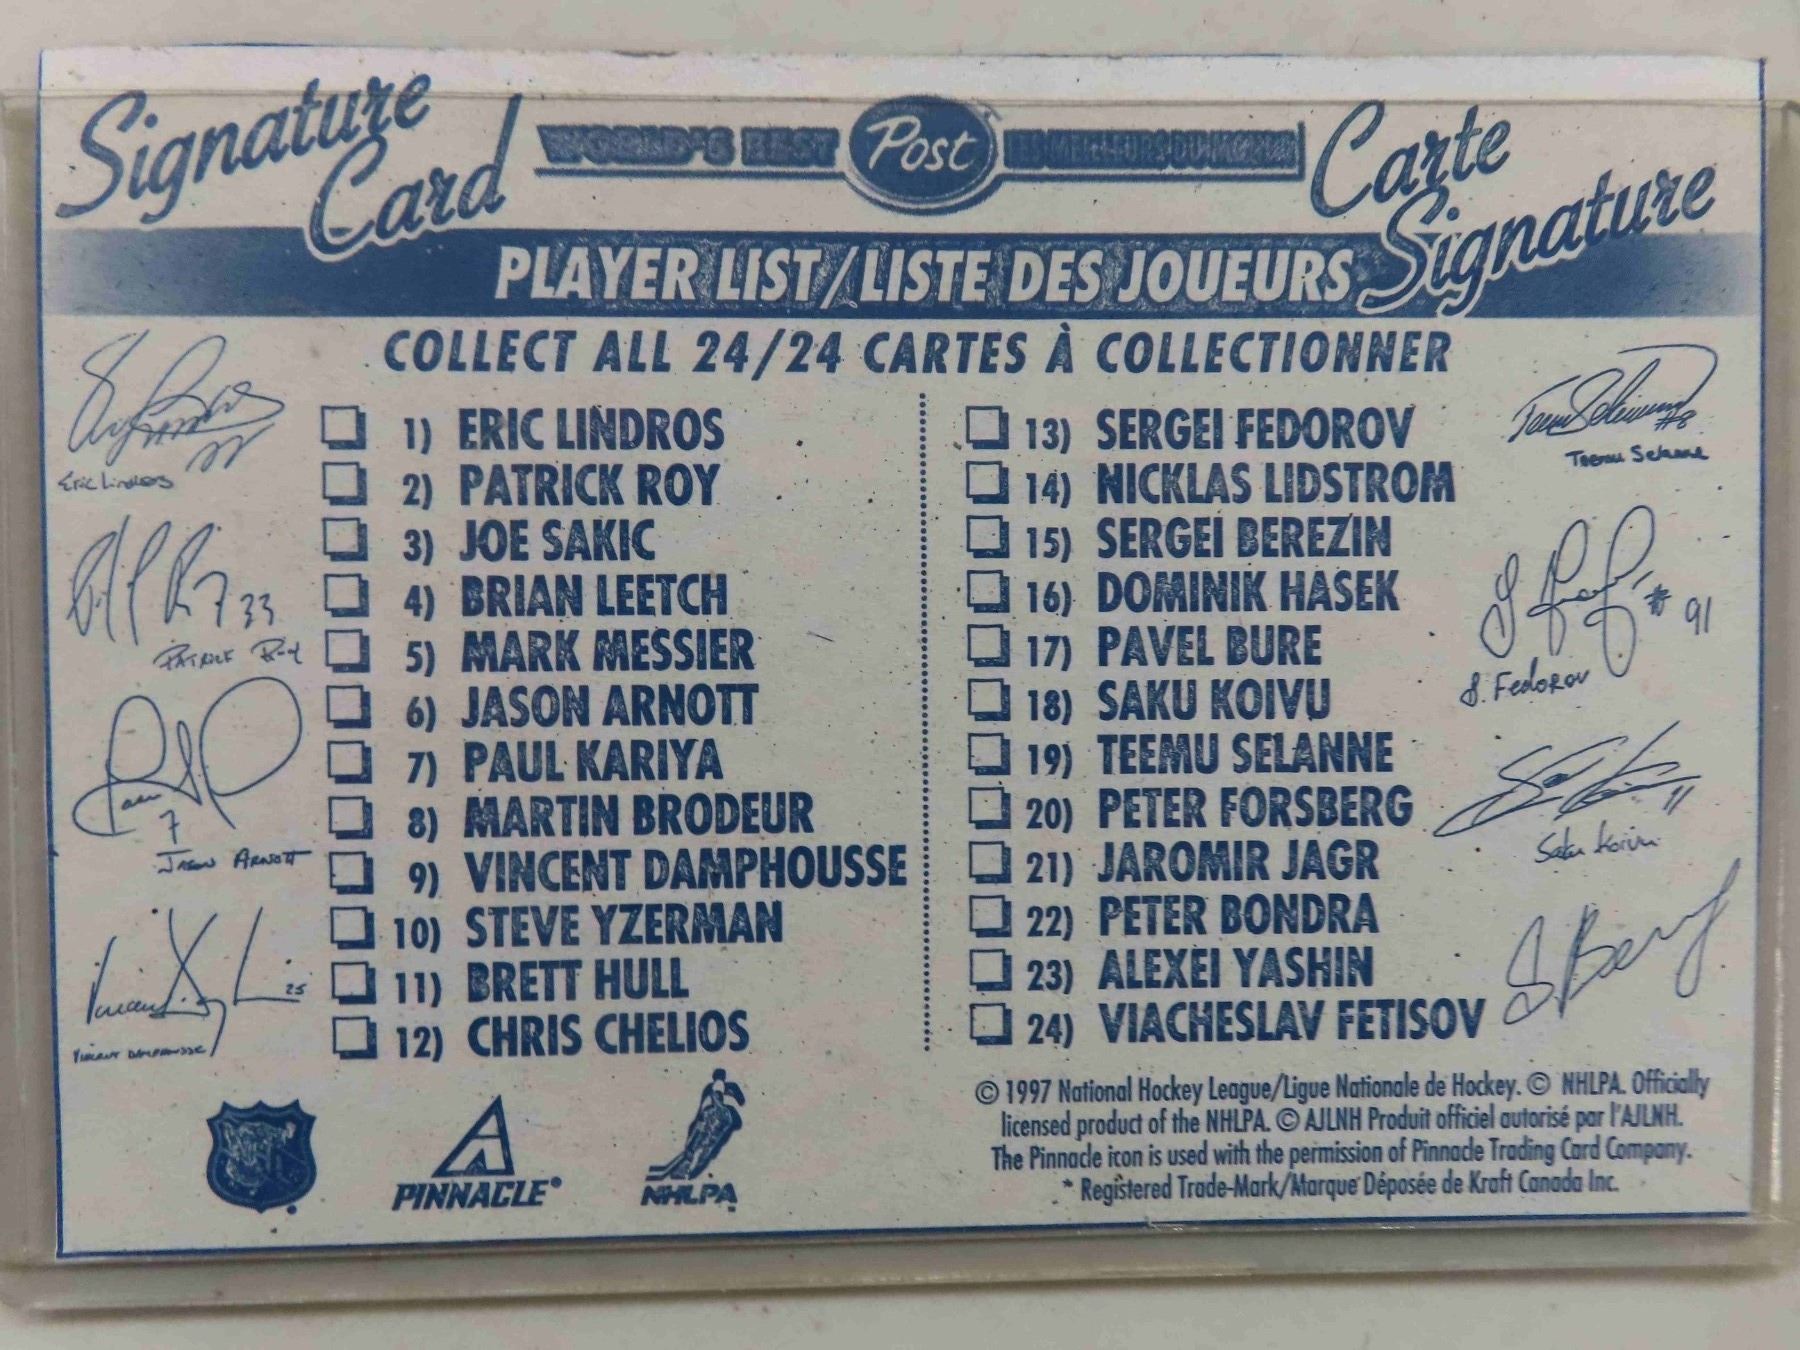 Signature Card
WORLD'S BEST Post LES MEILLEURS DU MONDE
Carte Signature
PLAYER LIST/LISTE DES JOUEURS
COLLECT ALL 24/24 CARTES À COLLECTIONNER
1) ERIC LINDROS
2) PATRICK ROY
3) JOE SAKIC
4) BRIAN LEETCH
5) MARK MESSIER
6) JASON ARNOTT
7) PAUL KARIYA
8) MARTIN BRODEUR
9) VINCENT DAMPHOUSSE
10) STEVE YZERMAN
11) BRETT HULL
12) CHRIS CHELIOS
13) SERGEI FEDOROV
14) NICKLAS LIDSTROM
15) SERGEI BEREZIN
16) DOMINIK HASEK
17) PAVEL BURE
18) SAKU KOIVU
19) TEEMU SELANNE
20) PETER FORSBERG
21) JAROMIR JAGR
22) PETER BONDRA
23) ALEXEI YASHIN
24) VIACHESLAV FETISOV
Eric Lindros
33
PATRICK ROY
7
JASON ARNOTT
25
VINCENT DAMPHOUSSE
#8
Teemu Selanne
# 91
S. Fedorov
11
Saku Koivu
PINNACLE®
NHLPA
© 1997 National Hockey League/Ligue Nationale de Hockey. © NHLPA. Officially
licensed product of the NHLPA. © AJLNH Produit officiel autorisé par l'AJLNH.
The Pinnacle icon is used with the permission of Pinnacle Trading Card Company.
* Registered Trade-Mark/Marque Déposée de Kraft Canada Inc.